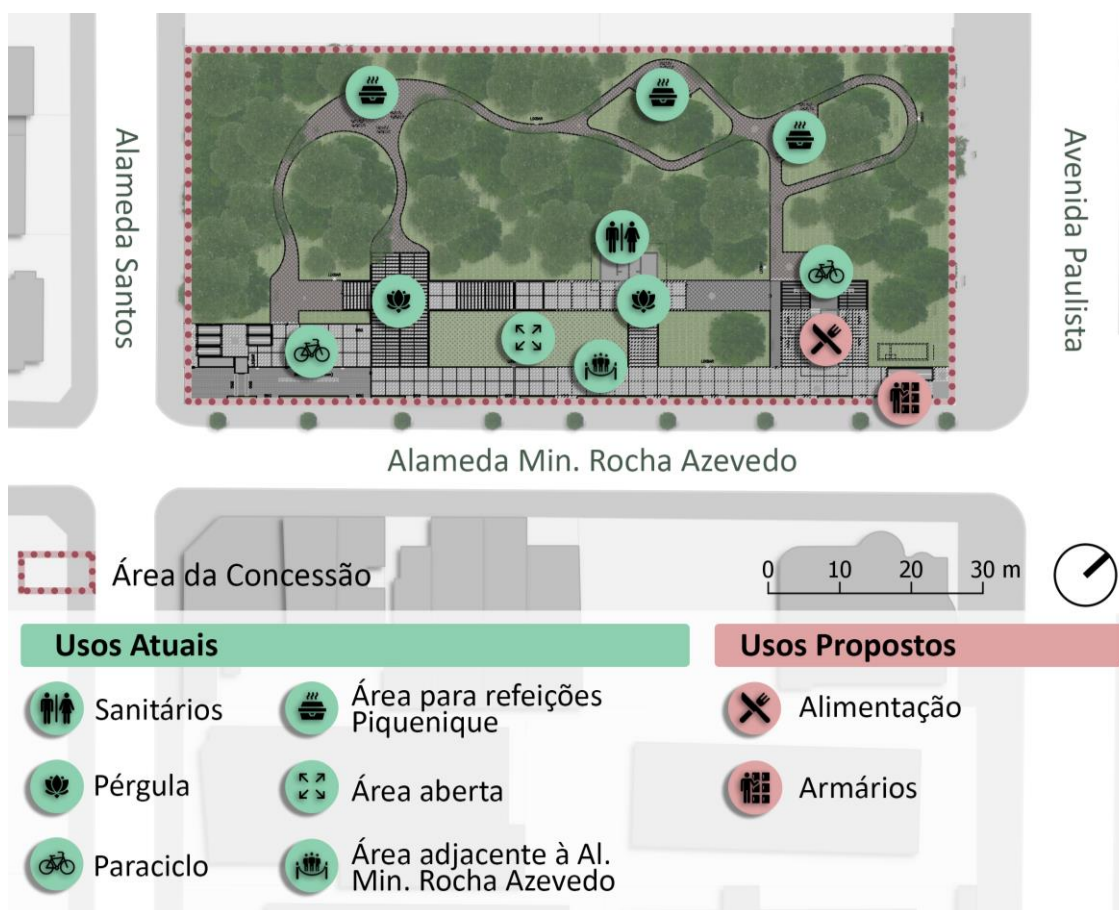 Alameda Santos
Avenida Paulista
Alameda Min. Rocha Azevedo
Área da Concessão
0 10 20 30 m
Usos Atuais
Sanitários
Pérgula
Paraciclo
Área para refeições
Piquenique
Área aberta
Área adjacente à Al.
Min. Rocha Azevedo
Usos Propostos
Alimentação
Armários